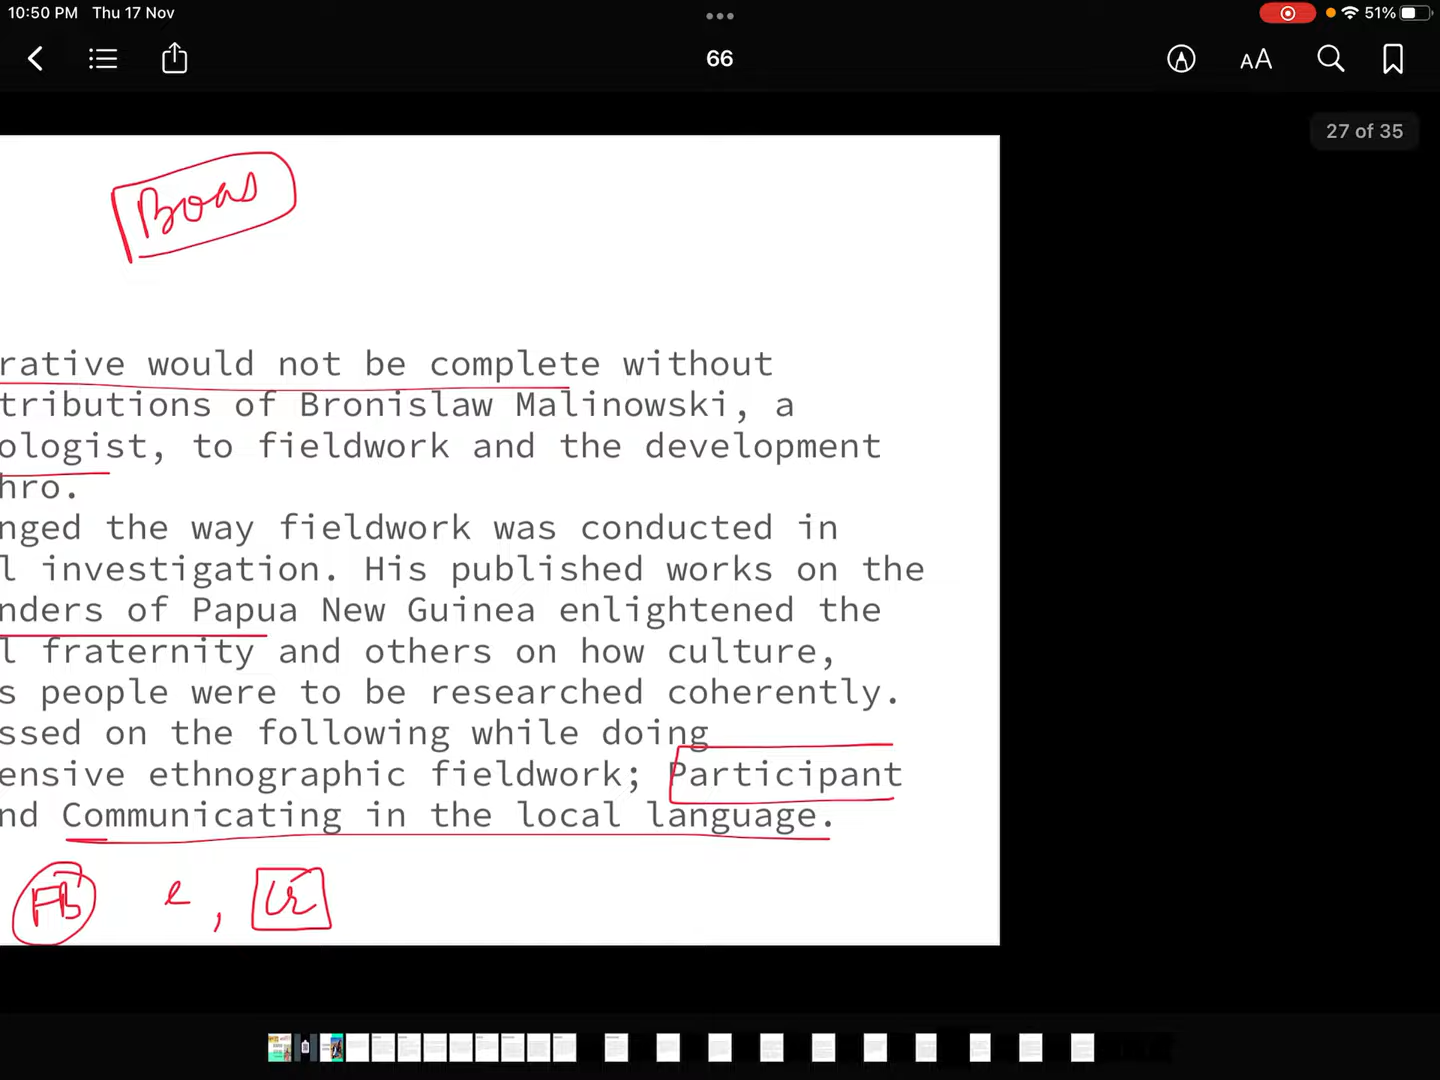 10:50 PM Thu 17 Nov
51%
66
AA
27 of 35
Boas
rative would not be complete without
tributions of Bronislaw Malinowski, a
ologist, to fieldwork and the development
hro.
nged the way fieldwork was conducted in
l investigation. His published works on the
nders of Papua New Guinea enlightened the
l fraternity and others on how culture,
s people were to be researched coherently.
ssed on the following while doing
ensive ethnographic fieldwork; Participant
nd Communicating in the local language.
FB